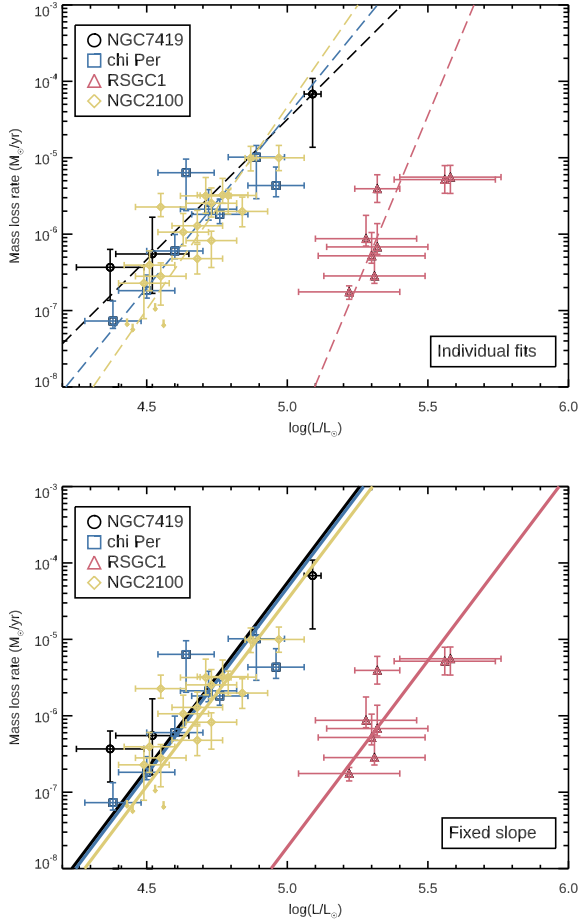 10⁻³
10⁻⁴
10⁻⁵
10⁻⁶
10⁻⁷
10⁻⁸
Mass loss rate (M☉/yr)
NGC7419
chi Per
RSGC1
NGC2100
Individual fits
4.5 5.0 5.5 6.0
log(L/L☉)
10⁻³
10⁻⁴
10⁻⁵
10⁻⁶
10⁻⁷
10⁻⁸
Mass loss rate (M☉/yr)
NGC7419
chi Per
RSGC1
NGC2100
Fixed slope
4.5 5.0 5.5 6.0
log(L/L☉)